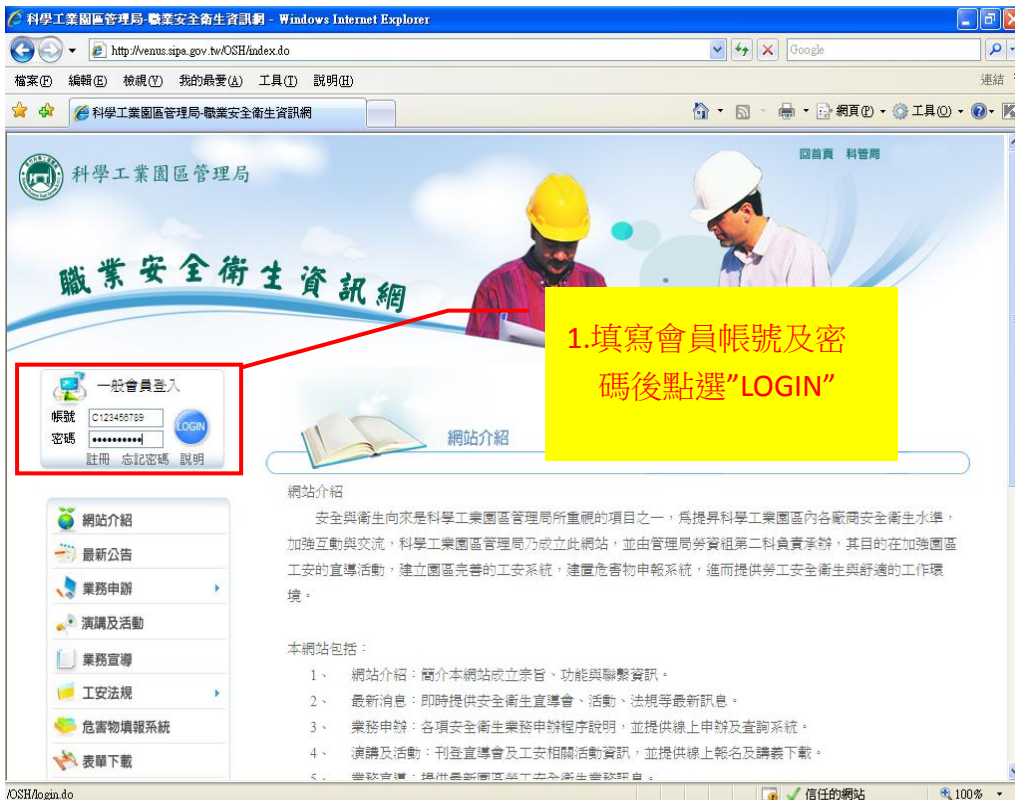 科學工業園區管理局-職業安全衛生資訊網 - Windows Internet Explorer
http://venus.sipa.gov.tw/OSH/index.do
Google
檔案(F) 編輯(E) 檢視(V) 我的最愛(A) 工具(T) 說明(H)
連結
科學工業園區管理局-職業安全衛生資訊網
網頁(P) 工具(O)
回首頁 科管局
科學工業園區管理局
職業安全衛生資訊網
1.填寫會員帳號及密
碼後點選”LOGIN”
一般會員登入
帳號 C123456789
LOGIN
密碼 ••••••••••
註冊 忘記密碼 說明
網站介紹
網站介紹
安全與衛生向來是科學工業園區管理局所重視的項目之一，為提昇科學工業園區內各廠商安全衛生水準，
加強互動與交流，科學工業園區管理局乃成立此網站，並由管理局勞資組第二科負責承辦，其目的在加強園區
工安的宣導活動，建立園區完善的工安系統，建置危害物申報系統，進而提供勞工安全衛生與舒適的工作環
境。
本網站包括：
1、 網站介紹：簡介本網站成立宗旨、功能與聯繫資訊。
2、 最新消息：即時提供安全衛生宣導會、活動、法規等最新訊息。
3、 業務申辦：各項安全衛生業務申辦程序說明，並提供線上申辦及查詢系統。
4、 演講及活動：刊登宣導會及工安相關活動資訊，並提供線上報名及講義下載。
5、 業務宣導：提供最新園區勞工安全衛生業務訊息。
網站介紹
最新公告
業務申辦
演講及活動
業務宣導
工安法規
危害物填報系統
表單下載
/OSH/login.do
信任的網站
100%